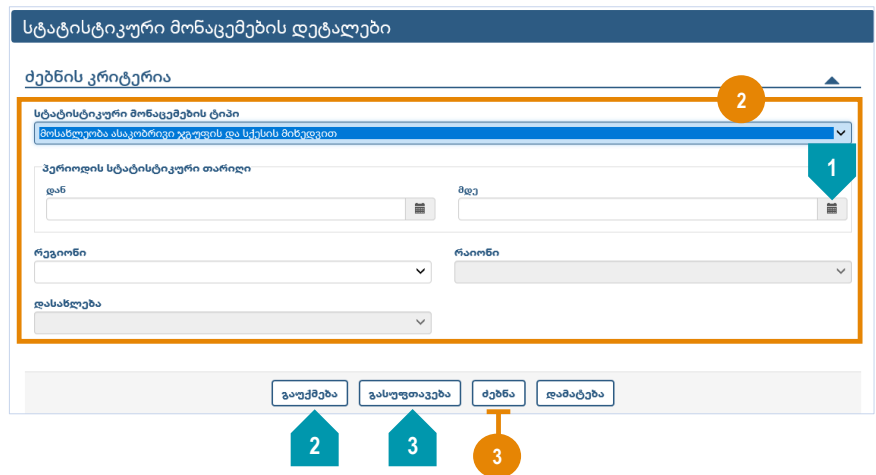 სტატისტიკური მონაცემების დეტალები
ძებნის კრიტერია
2
სტატისტიკური მონაცემების ტიპი
მოსახლეობა ასაკობრივი ჯგუფის და სქესის მიხედვით
1
პერიოდის სტატისტიკური თარიღი
დან მდე
რეგიონი რაიონი
დასახლება
გაუქმება გასუფთავება ძებნა დამატება
2 3 3